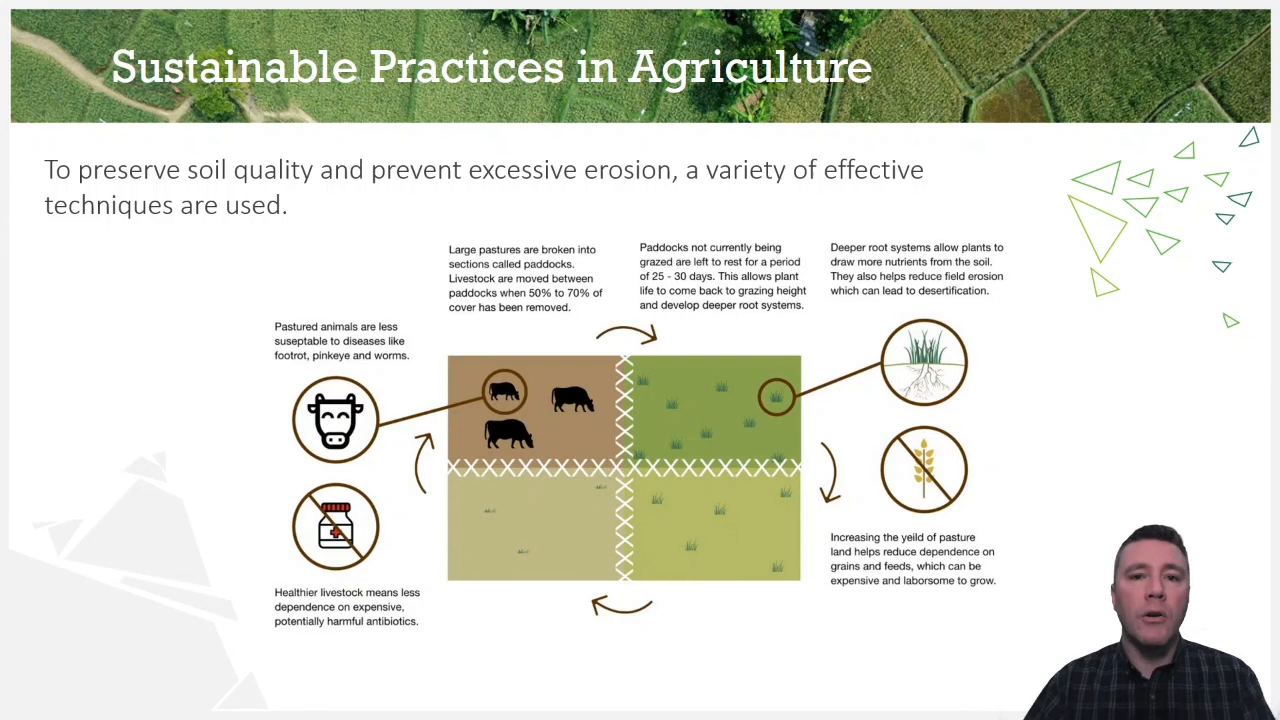 Sustainable Practices in Agriculture
To preserve soil quality and prevent excessive erosion, a variety of effective
techniques are used.
Large pastures are broken into
sections called paddocks.
Livestock are moved between
paddocks when 50% to 70% of
cover has been removed.
Paddocks not currently being
grazed are left to rest for a period
of 25 - 30 days. This allows plant
life to come back to grazing height
and develop deeper root systems.
Deeper root systems allow plants to
draw more nutrients from the soil.
They also helps reduce field erosion
which can lead to desertification.
Pastured animals are less
suseptable to diseases like
footrot, pinkeye and worms.
Increasing the yeild of pasture
land helps reduce dependence on
grains and feeds, which can be
expensive and laborsome to grow.
Healthier livestock means less
dependence on expensive,
potentially harmful antibiotics.